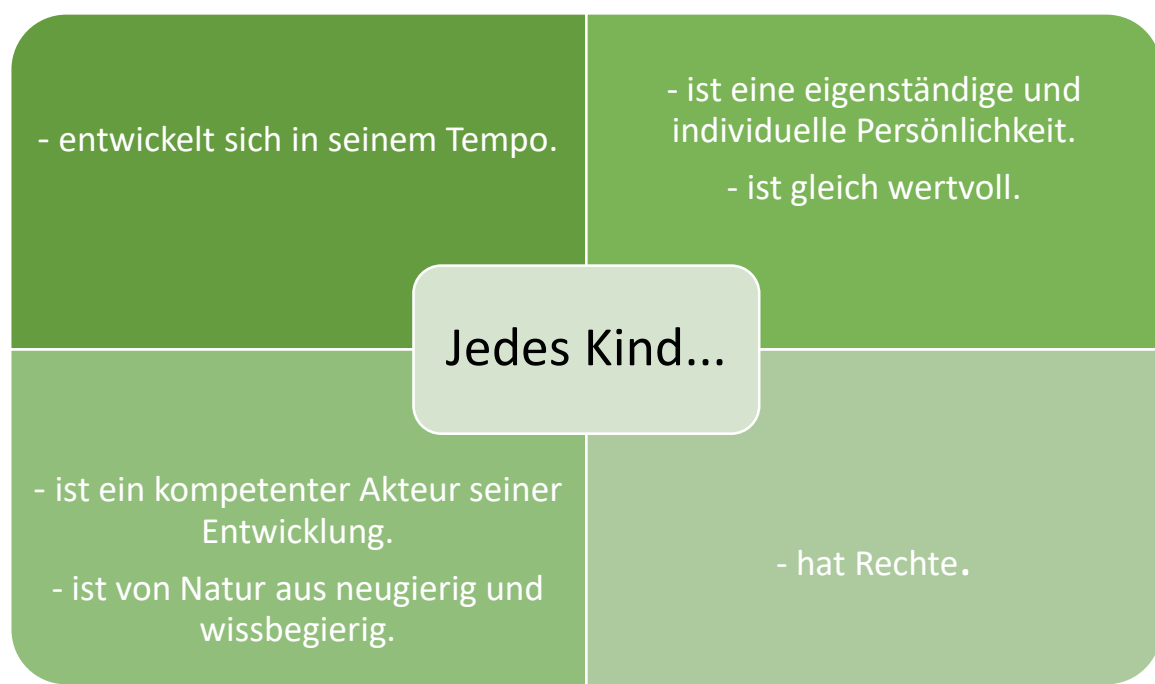 - entwickelt sich in seinem Tempo.
- ist eine eigenständige und
individuelle Persönlichkeit.
- ist gleich wertvoll.
Jedes Kind...
- ist ein kompetenter Akteur seiner
Entwicklung.
- ist von Natur aus neugierig und
wissbegierig.
- hat Rechte.